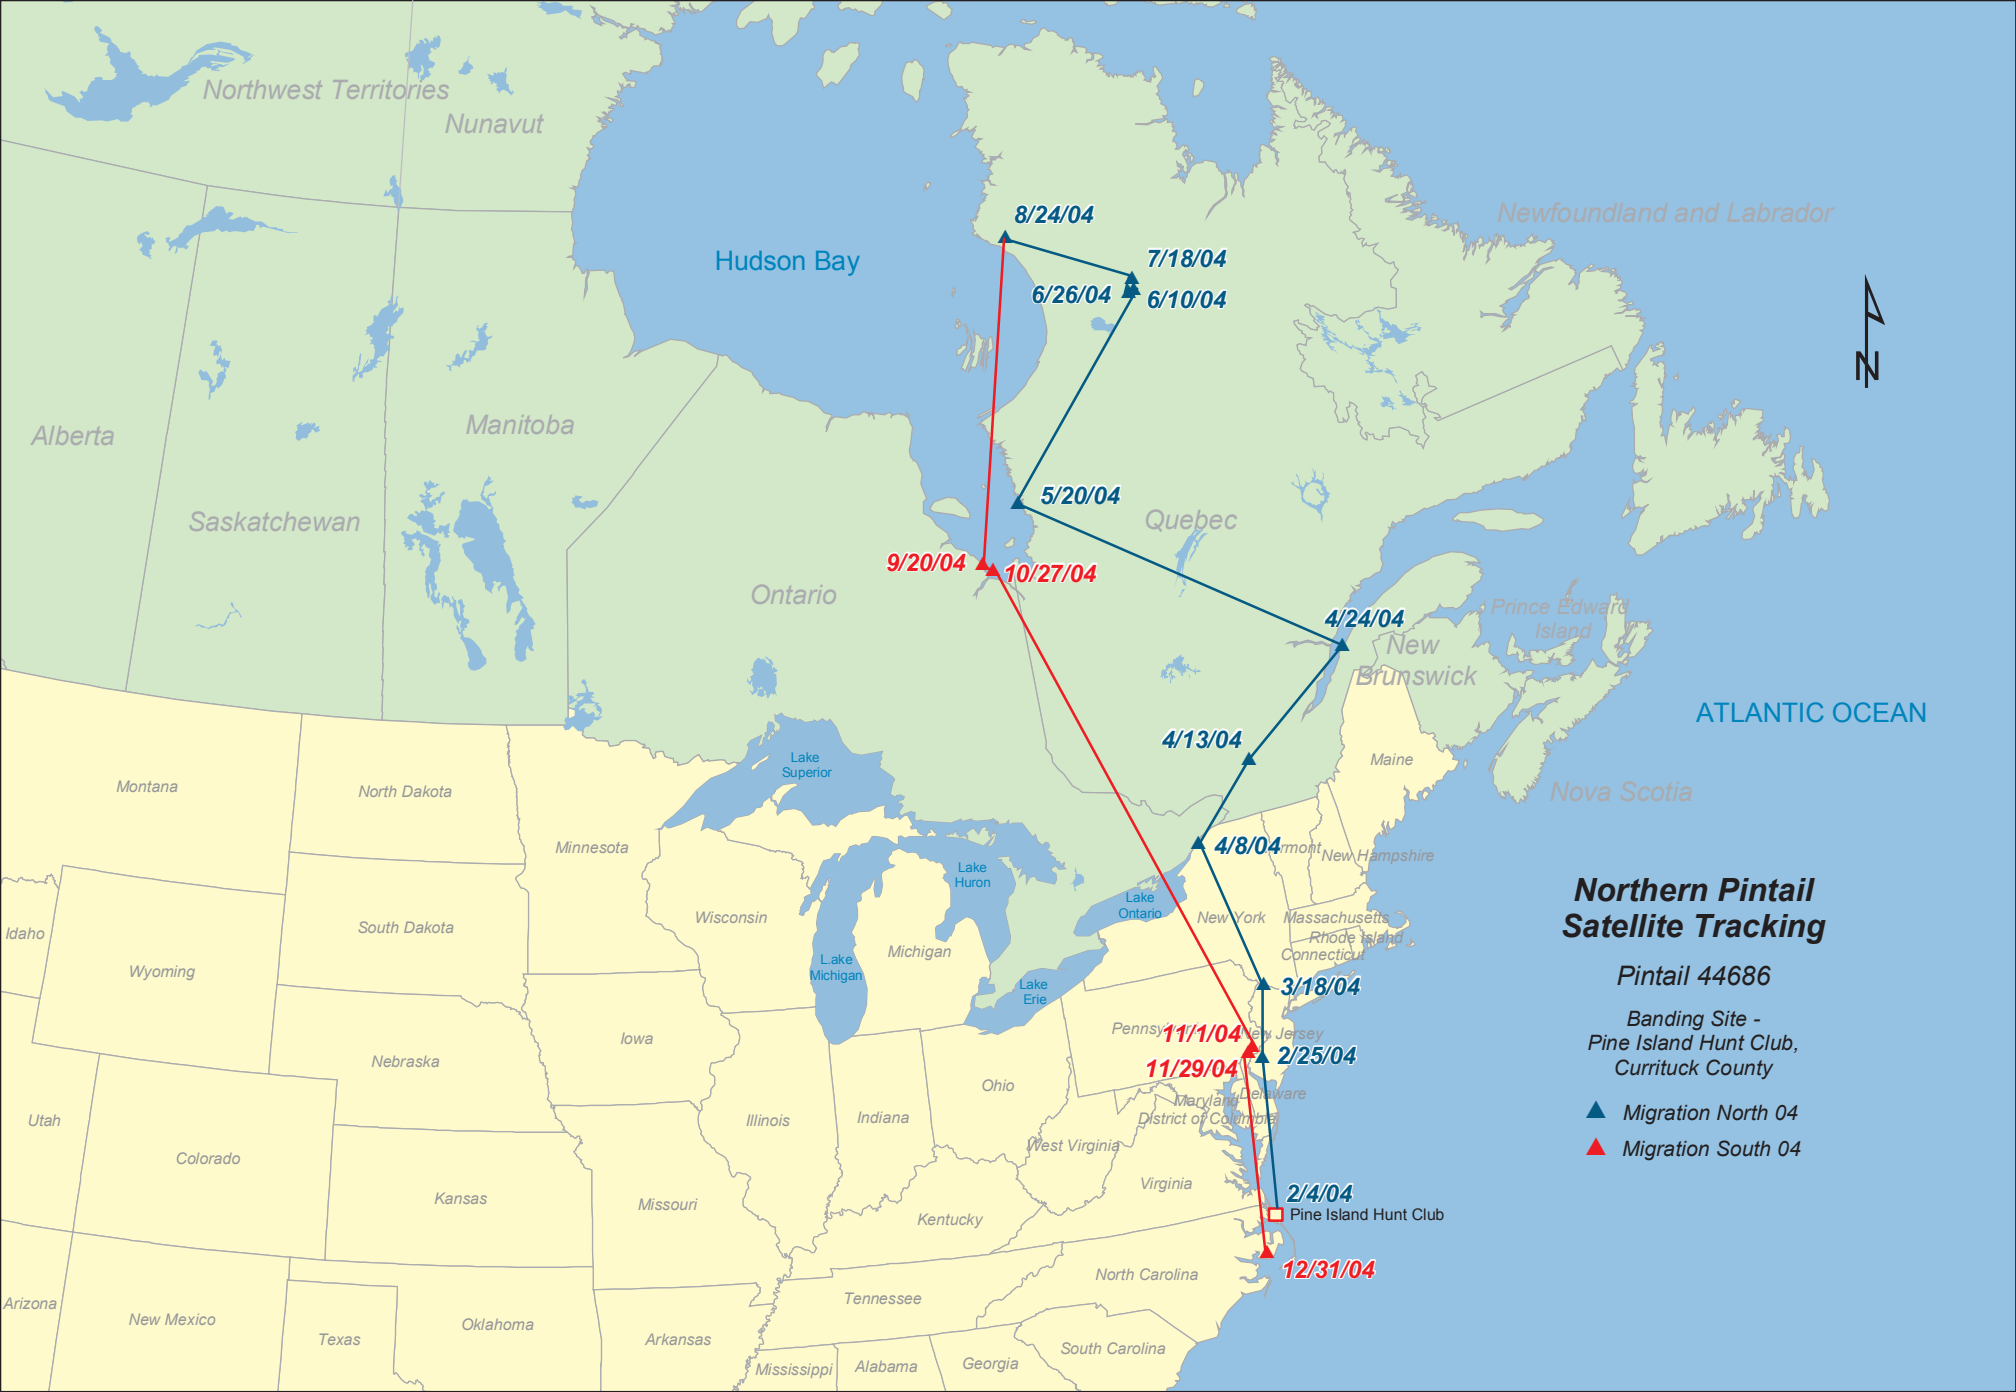 Northwest Territories
Nunavut
Newfoundland and Labrador
8/24/04
7/18/04
Hudson Bay
6/26/04
6/10/04
N
Alberta
Manitoba
5/20/04
Saskatchewan
Quebec
9/20/04
10/27/04
Ontario
Prince Edward
Island
4/24/04
New
Brunswick
ATLANTIC OCEAN
4/13/04
Lake
Superior
Maine
Montana
North Dakota
Nova Scotia
Minnesota
4/8/04
Vermont
New Hampshire
Lake
Huron
Northern Pintail
Satellite Tracking
Lake
Ontario
Wisconsin
New York
Massachusetts
South Dakota
Idaho
Rhode Island
Michigan
Connecticut
L.ake
Michigan
Wyoming
Pintail 44686
Lake
Erie
3/18/04
Banding Site -
Pine Island Hunt Club,
Currituck County
Iowa
Pennsylvania
11/1/04
New Jersey
Nebraska
2/25/04
11/29/04
Ohio
Delaware
Maryland
District of Columbia
Migration North 04
Utah
Illinois
Indiana
West Virginia
Migration South 04
Colorado
Virginia
2/4/04
Kansas
Missouri
Kentucky
Pine Island Hunt Club
12/31/04
North Carolina
Tennessee
Arizona
New Mexico
Texas
Oklahoma
Arkansas
South Carolina
Mississippi
Alabama
Georgia